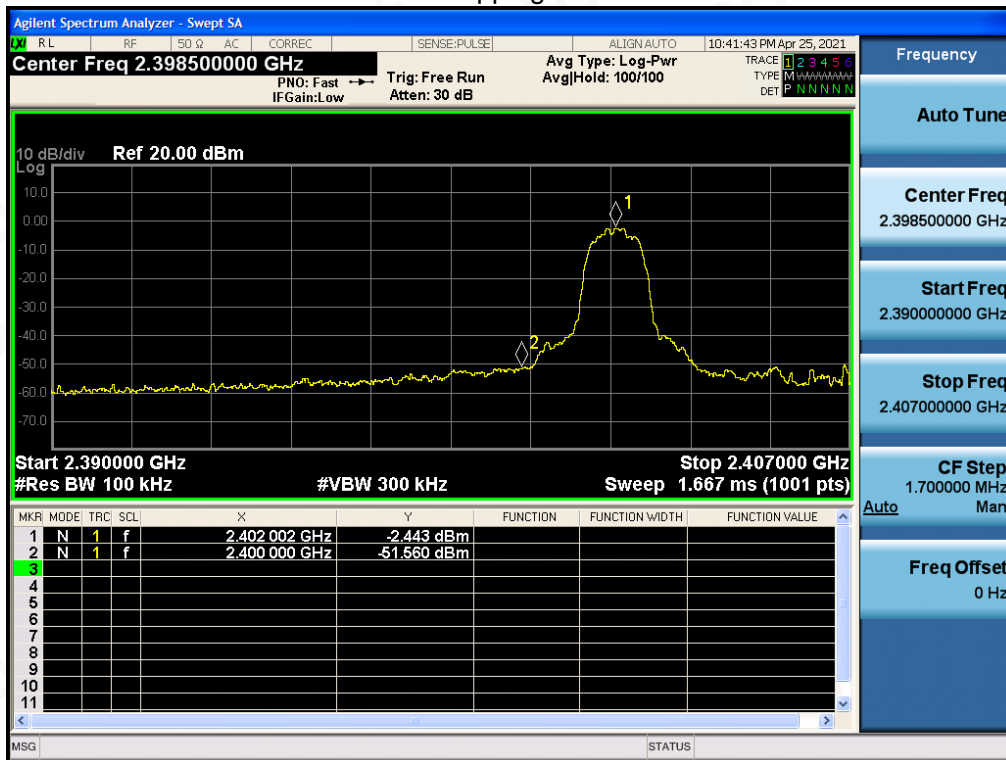 Agilent Spectrum Analyzer - Swept SA
LXI RL RF 50 Ω AC CORREC SENSE:PULSE ALIGN AUTO 10:41:43 PM Apr 25, 2021
Center Freq 2.398500000 GHz
PNO: Fast
IFGain:Low
Trig: Free Run
Atten: 30 dB
Avg Type: Log-Pwr
Avg|Hold: 100/100
TRACE 1 2 3 4 5 6
TYPE M
DET P N N N N N
10 dB/div Ref 20.00 dBm
Log
10.0
0.00
-10.0
-20.0
-30.0
-40.0
-50.0
-60.0
-70.0
1
2
Start 2.390000 GHz Stop 2.407000 GHz
#Res BW 100 kHz #VBW 300 kHz Sweep 1.667 ms (1001 pts)
MKR MODE TRC SCL X Y FUNCTION FUNCTION WIDTH FUNCTION VALUE
1 N 1 f 2.402 002 GHz -2.443 dBm
2 N 1 f 2.400 000 GHz -51.560 dBm
3
4
5
6
7
8
9
10
11
MSG STATUS
Frequency
Auto Tune
Center Freq
2.398500000 GHz
Start Freq
2.390000000 GHz
Stop Freq
2.407000000 GHz
CF Step
1.700000 MHz
Auto Man
Freq Offset
0 Hz